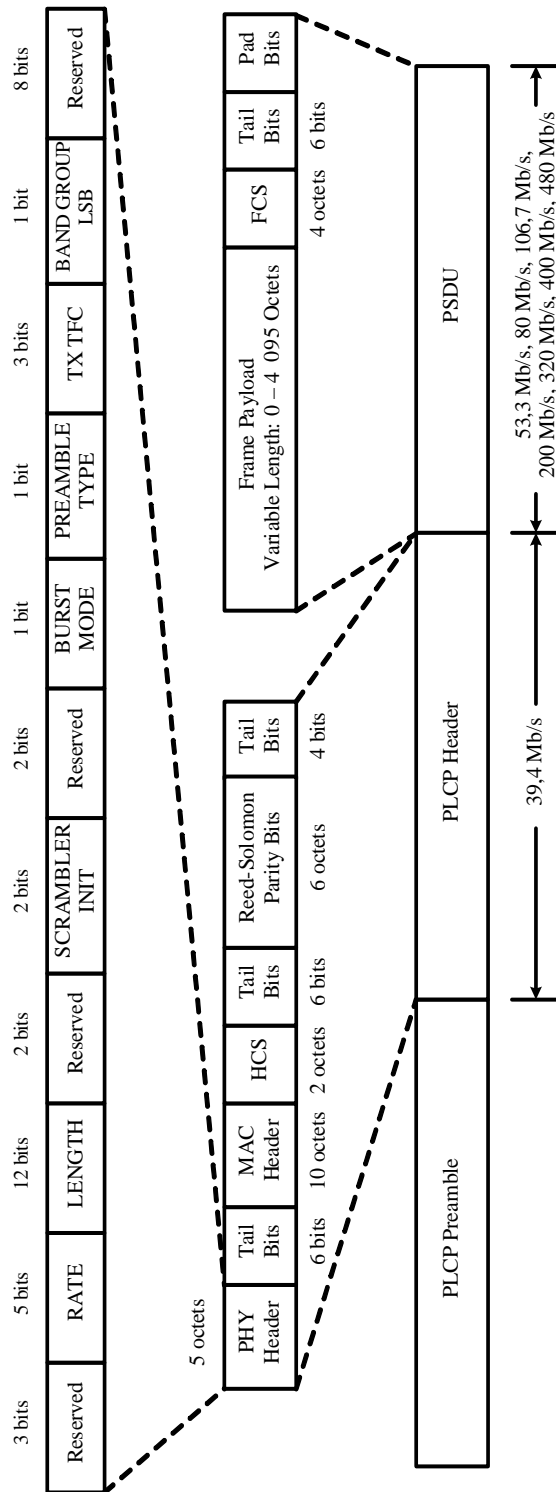 3 bits
5 bits
12 bits
2 bits
2 bits
2 bits
1 bit
1 bit
3 bits
1 bit
8 bits
Reserved
RATE
LENGTH
Reserved
SCRAMBLER
INIT
Reserved
BURST
MODE
PREAMBLE
TYPE
TX TFC
BAND GROUP
LSB
Reserved
5 octets
PHY
Header
Tail
Bits
MAC
Header
HCS
Tail
Bits
Reed-Solomon
Parity Bits
Tail
Bits
6 bits
10 octets
2 octets
6 bits
6 octets
4 bits
Frame Payload
Variable Length: 0 – 4 095 Octets
FCS
Tail
Bits
Pad
Bits
4 octets
6 bits
PLCP Preamble
PLCP Header
PSDU
39,4 Mb/s
53,3 Mb/s, 80 Mb/s, 106,7 Mb/s,
200 Mb/s, 320 Mb/s, 400 Mb/s, 480 Mb/s